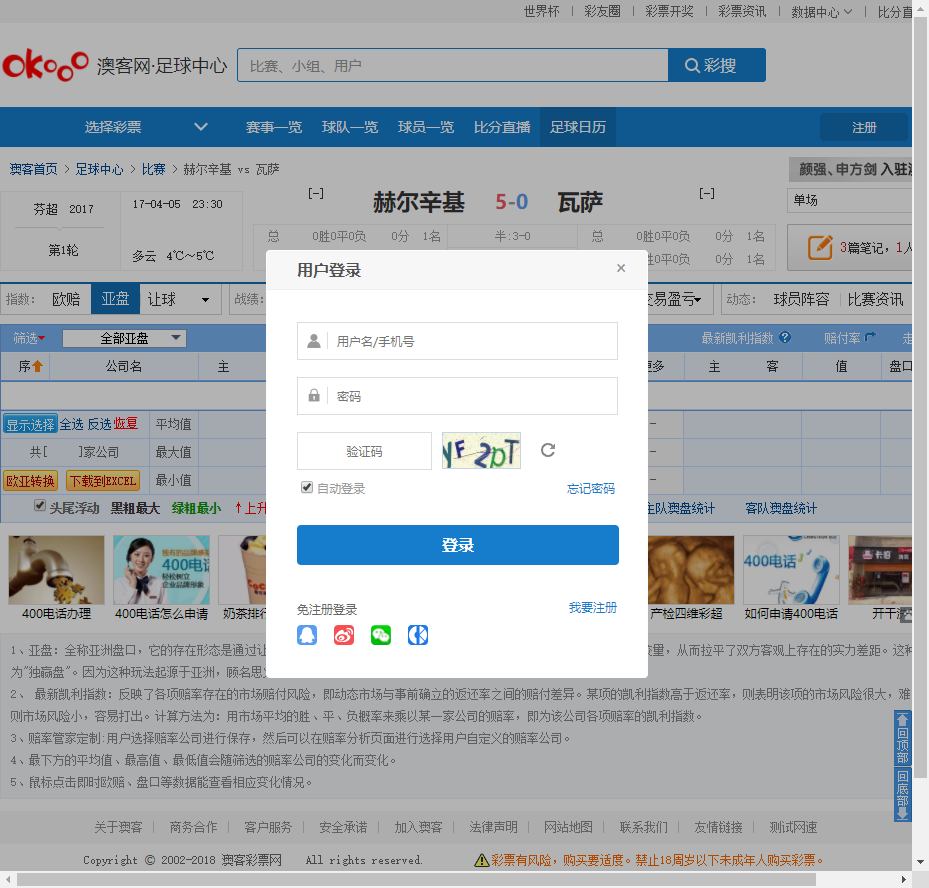 世界杯 彩友圈 彩票开奖 彩票资讯 数据中心 比分直
okooo 澳客网·足球中心 比赛、小组、用户 彩搜
选择彩票 赛事一览 球队一览 球员一览 比分直播 足球日历 注册
澳客首页 > 足球中心 > 比赛 > 赫尔辛基 vs 瓦萨
颜强、申方剑 入驻
芬超 2017 17-04-05 23:30 [-] 赫尔辛基 5-0 瓦萨 [-] 单场
总 0胜0平0负 0分 1名 半:3-0 总 0胜0平0负 0分 1名
第1轮 多云 4℃~5℃
胜0平0负 0分 1名
3篇笔记，1人
用户登录 ×
指数: 欧赔 亚盘 让球 战绩: 交易盈亏 动态: 球员阵容 比赛资讯
筛选 全部亚盘 最新凯利指数 赔付率 走
序 公司名 主 更多 主 客 值 盘口
用户名/手机号
密码
显示选择 全选 反选 恢复 平均值
共[ ]家公司 最大值
欧亚转换 下载到EXCEL 最小值
验证码
自动登录 忘记密码
头尾浮动 黑粗最大 绿粗最小 ↑上升 主队澳盘统计 客队澳盘统计
登录
400电话
独有的品牌
轻松树立
企业品牌形象
400电话
卡伯
400电话办理 400电话怎么申请 奶茶排行 产检四维彩超 如何申请400电话 开干
免注册登录 我要注册
1、亚盘：全称亚洲盘口，它的存在形态是通过让 度里，从而拉平了双方客观上存在的实力差距。这种
为"独赢盘"。因为这种玩法起源于亚洲，顾名思
2、 最新凯利指数：反映了各项赔率存在的市场赔付风险，即动态市场与事前确立的返还率之间的赔付差异。某项的凯利指数高于返还率，则表明该项的市场风险很大，难
则市场风险小，容易打出。计算方法为：用市场平均的胜、平、负概率来乘以某一家公司的赔率，即为该公司各项赔率的凯利指数。
3、赔率管家定制:用户选择赔率公司进行保存，然后可以在赔率分析页面进行选择用户自定义的赔率公司。
4、最下方的平均值、最高值、最低值会随筛选的赔率公司的变化而变化。
5、鼠标点击即时欧赔、盘口等数据能查看相应变化情况。
回顶部
回底部
关于澳客 商务合作 客户服务 安全承诺 加入澳客 法律声明 网站地图 联系我们 友情链接 测试网速
Copyright © 2002-2018 澳客彩票网 All rights reserved. 彩票有风险，购买要适度。禁止18周岁以下未成年人购买彩票。